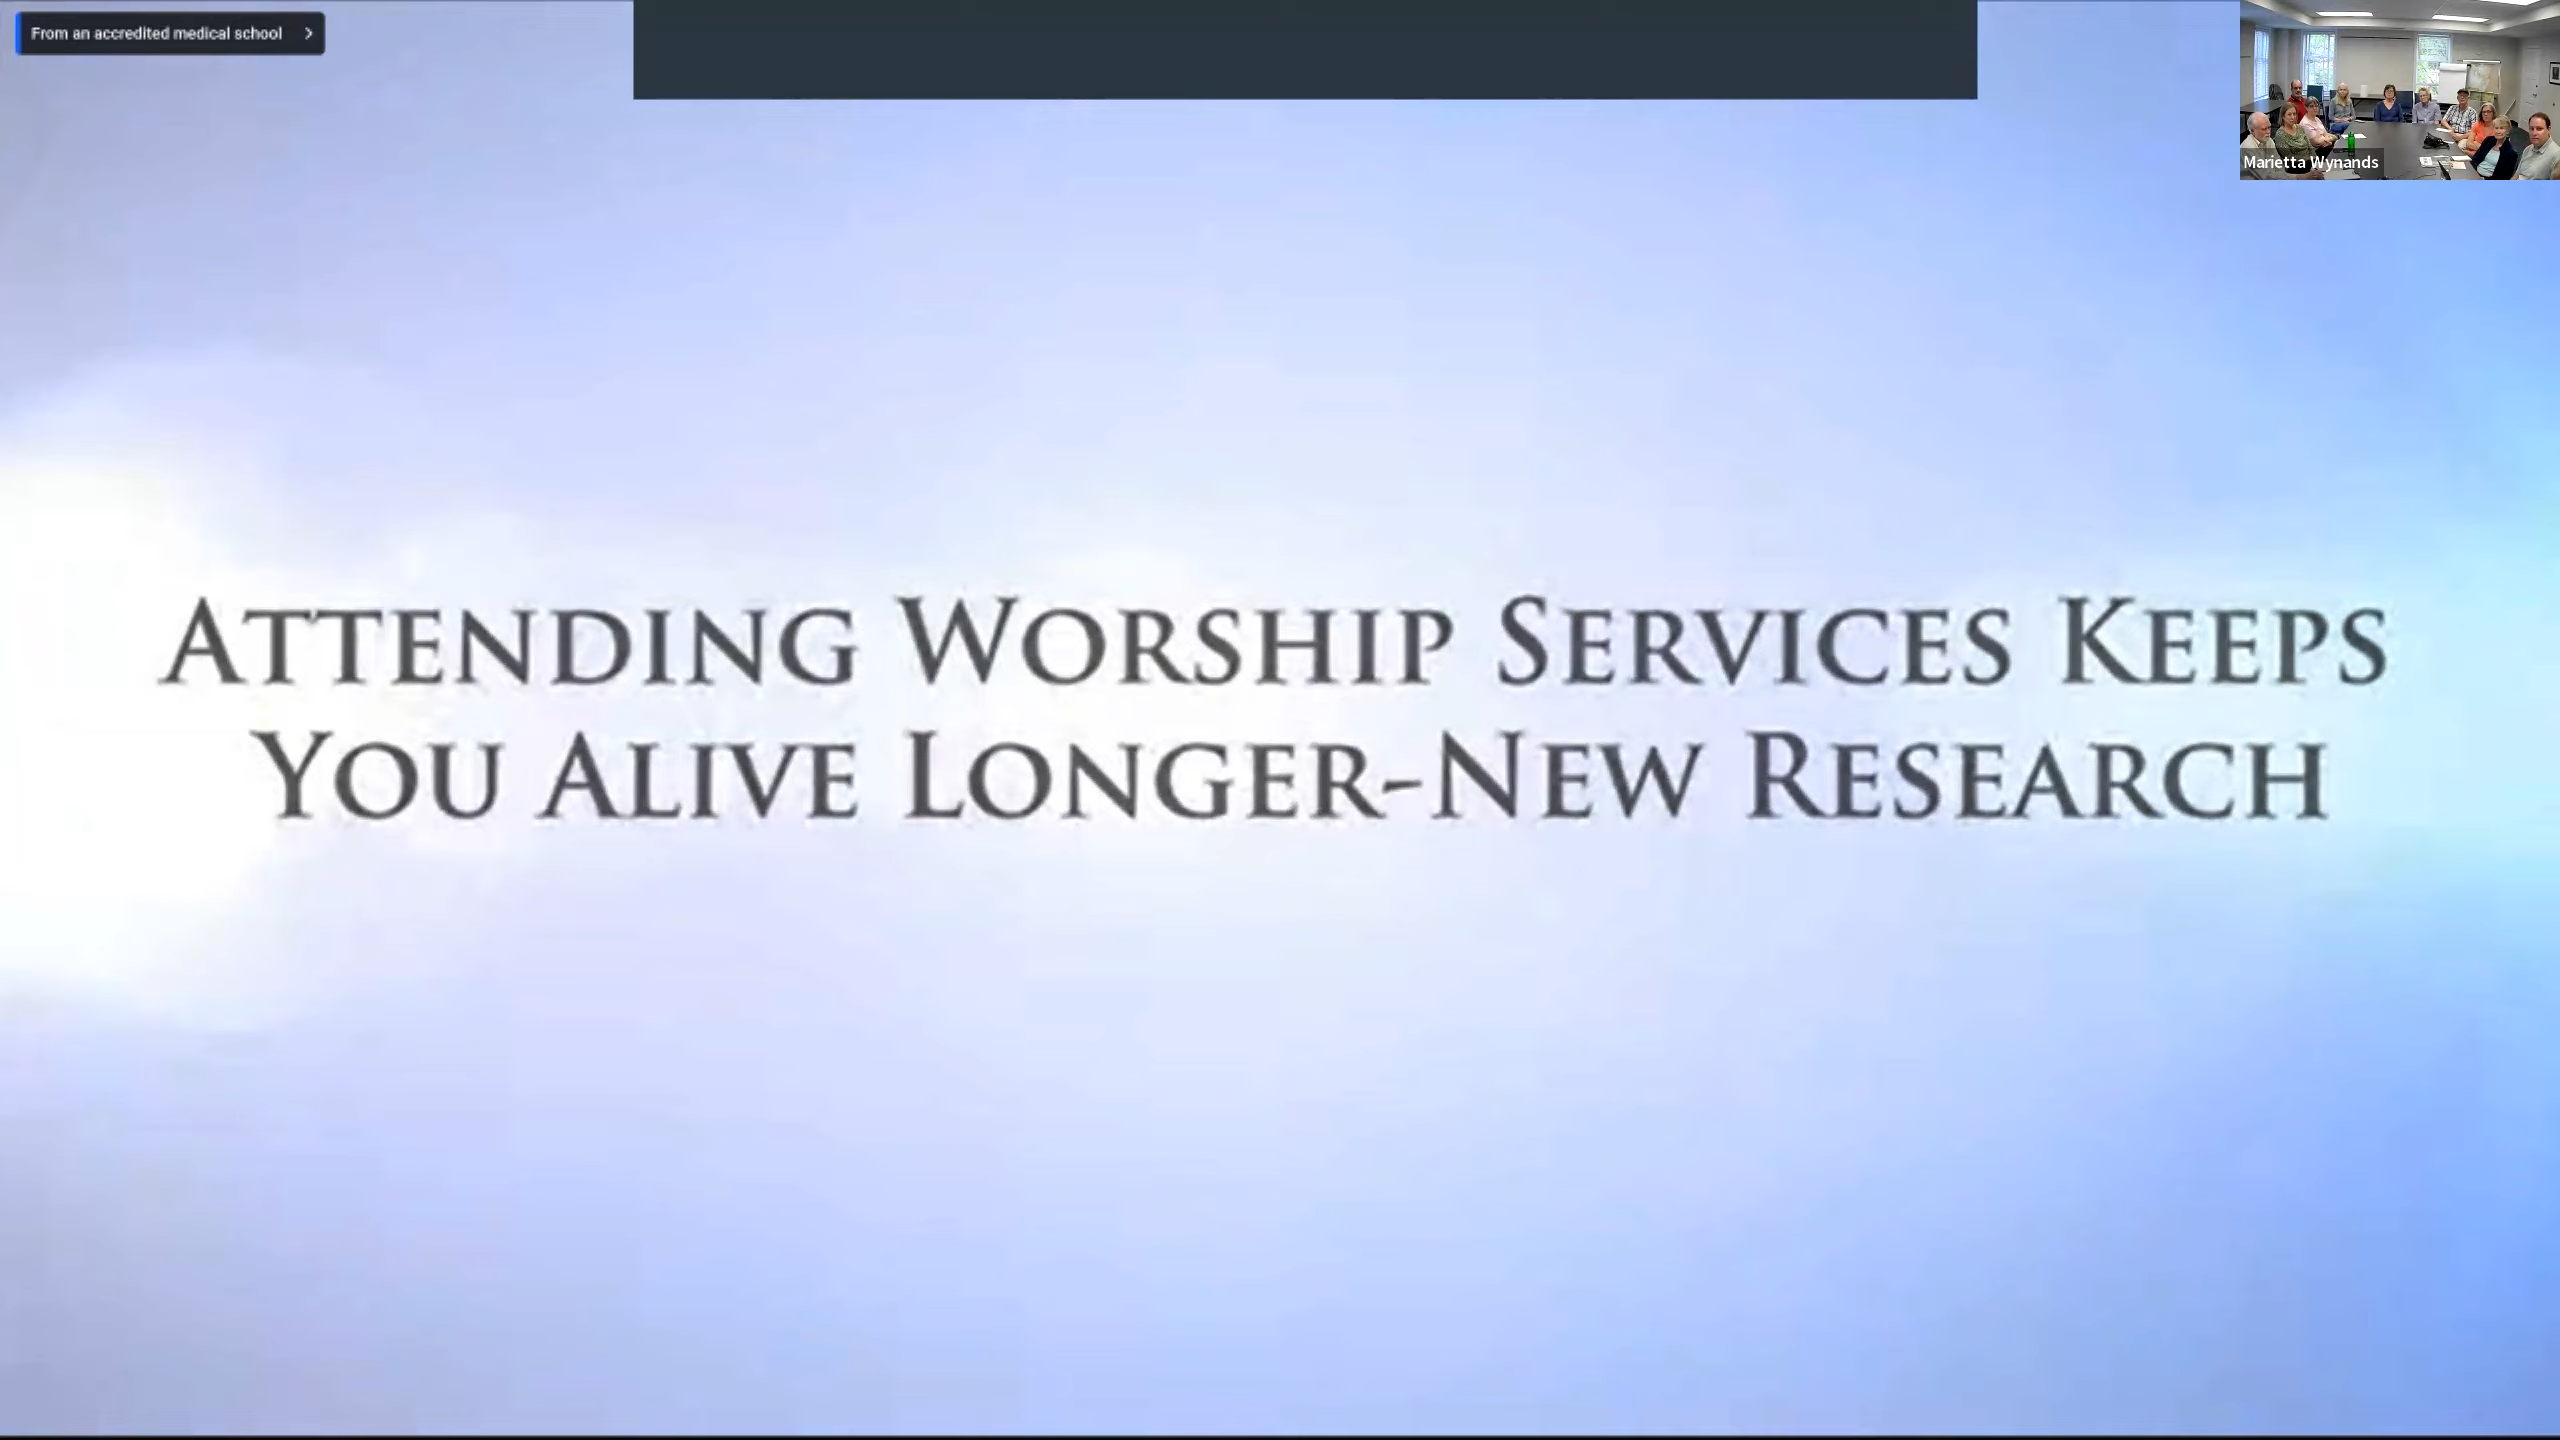 From an accredited medical school
Marietta Wynands
ATTENDING WORSHIP SERVICES KEEPS
YOU ALIVE LONGER-NEW RESEARCH